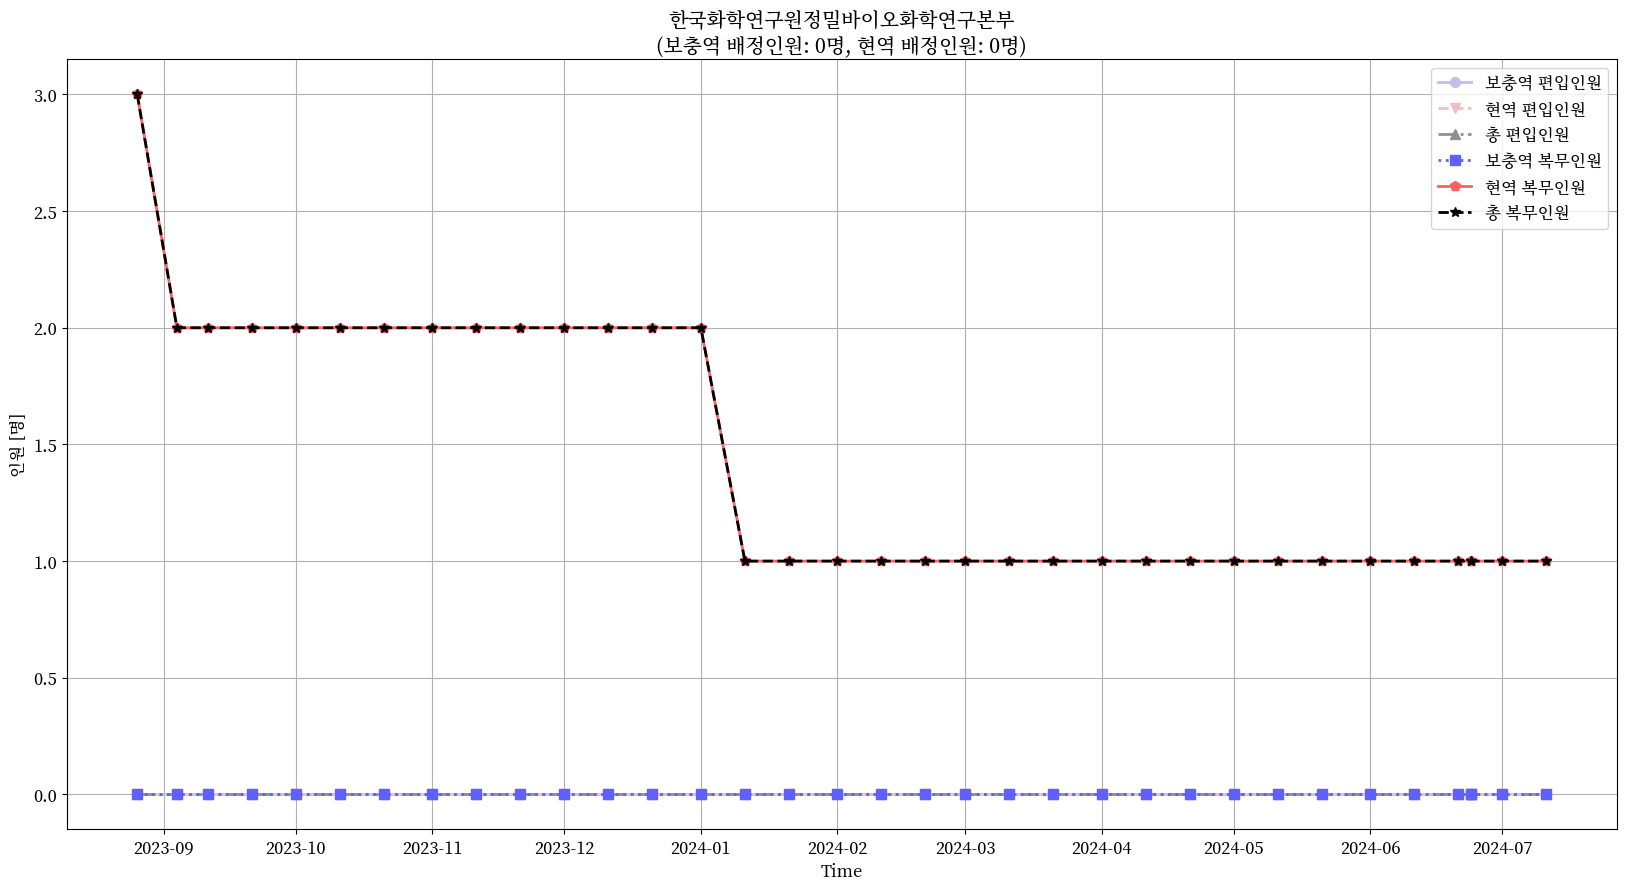 한국화학연구원정밀바이오화학연구본부
(보충역 배정인원: 0명, 현역 배정인원: 0명)
보충역 편입인원
현역 편입인원
총 편입인원
보충역 복무인원
현역 복무인원
총 복무인원
인원 [명]
3.0
2.5
2.0
1.5
1.0
0.5
0.0
2023-09 2023-10 2023-11 2023-12 2024-01 2024-02 2024-03 2024-04 2024-05 2024-06 2024-07
Time